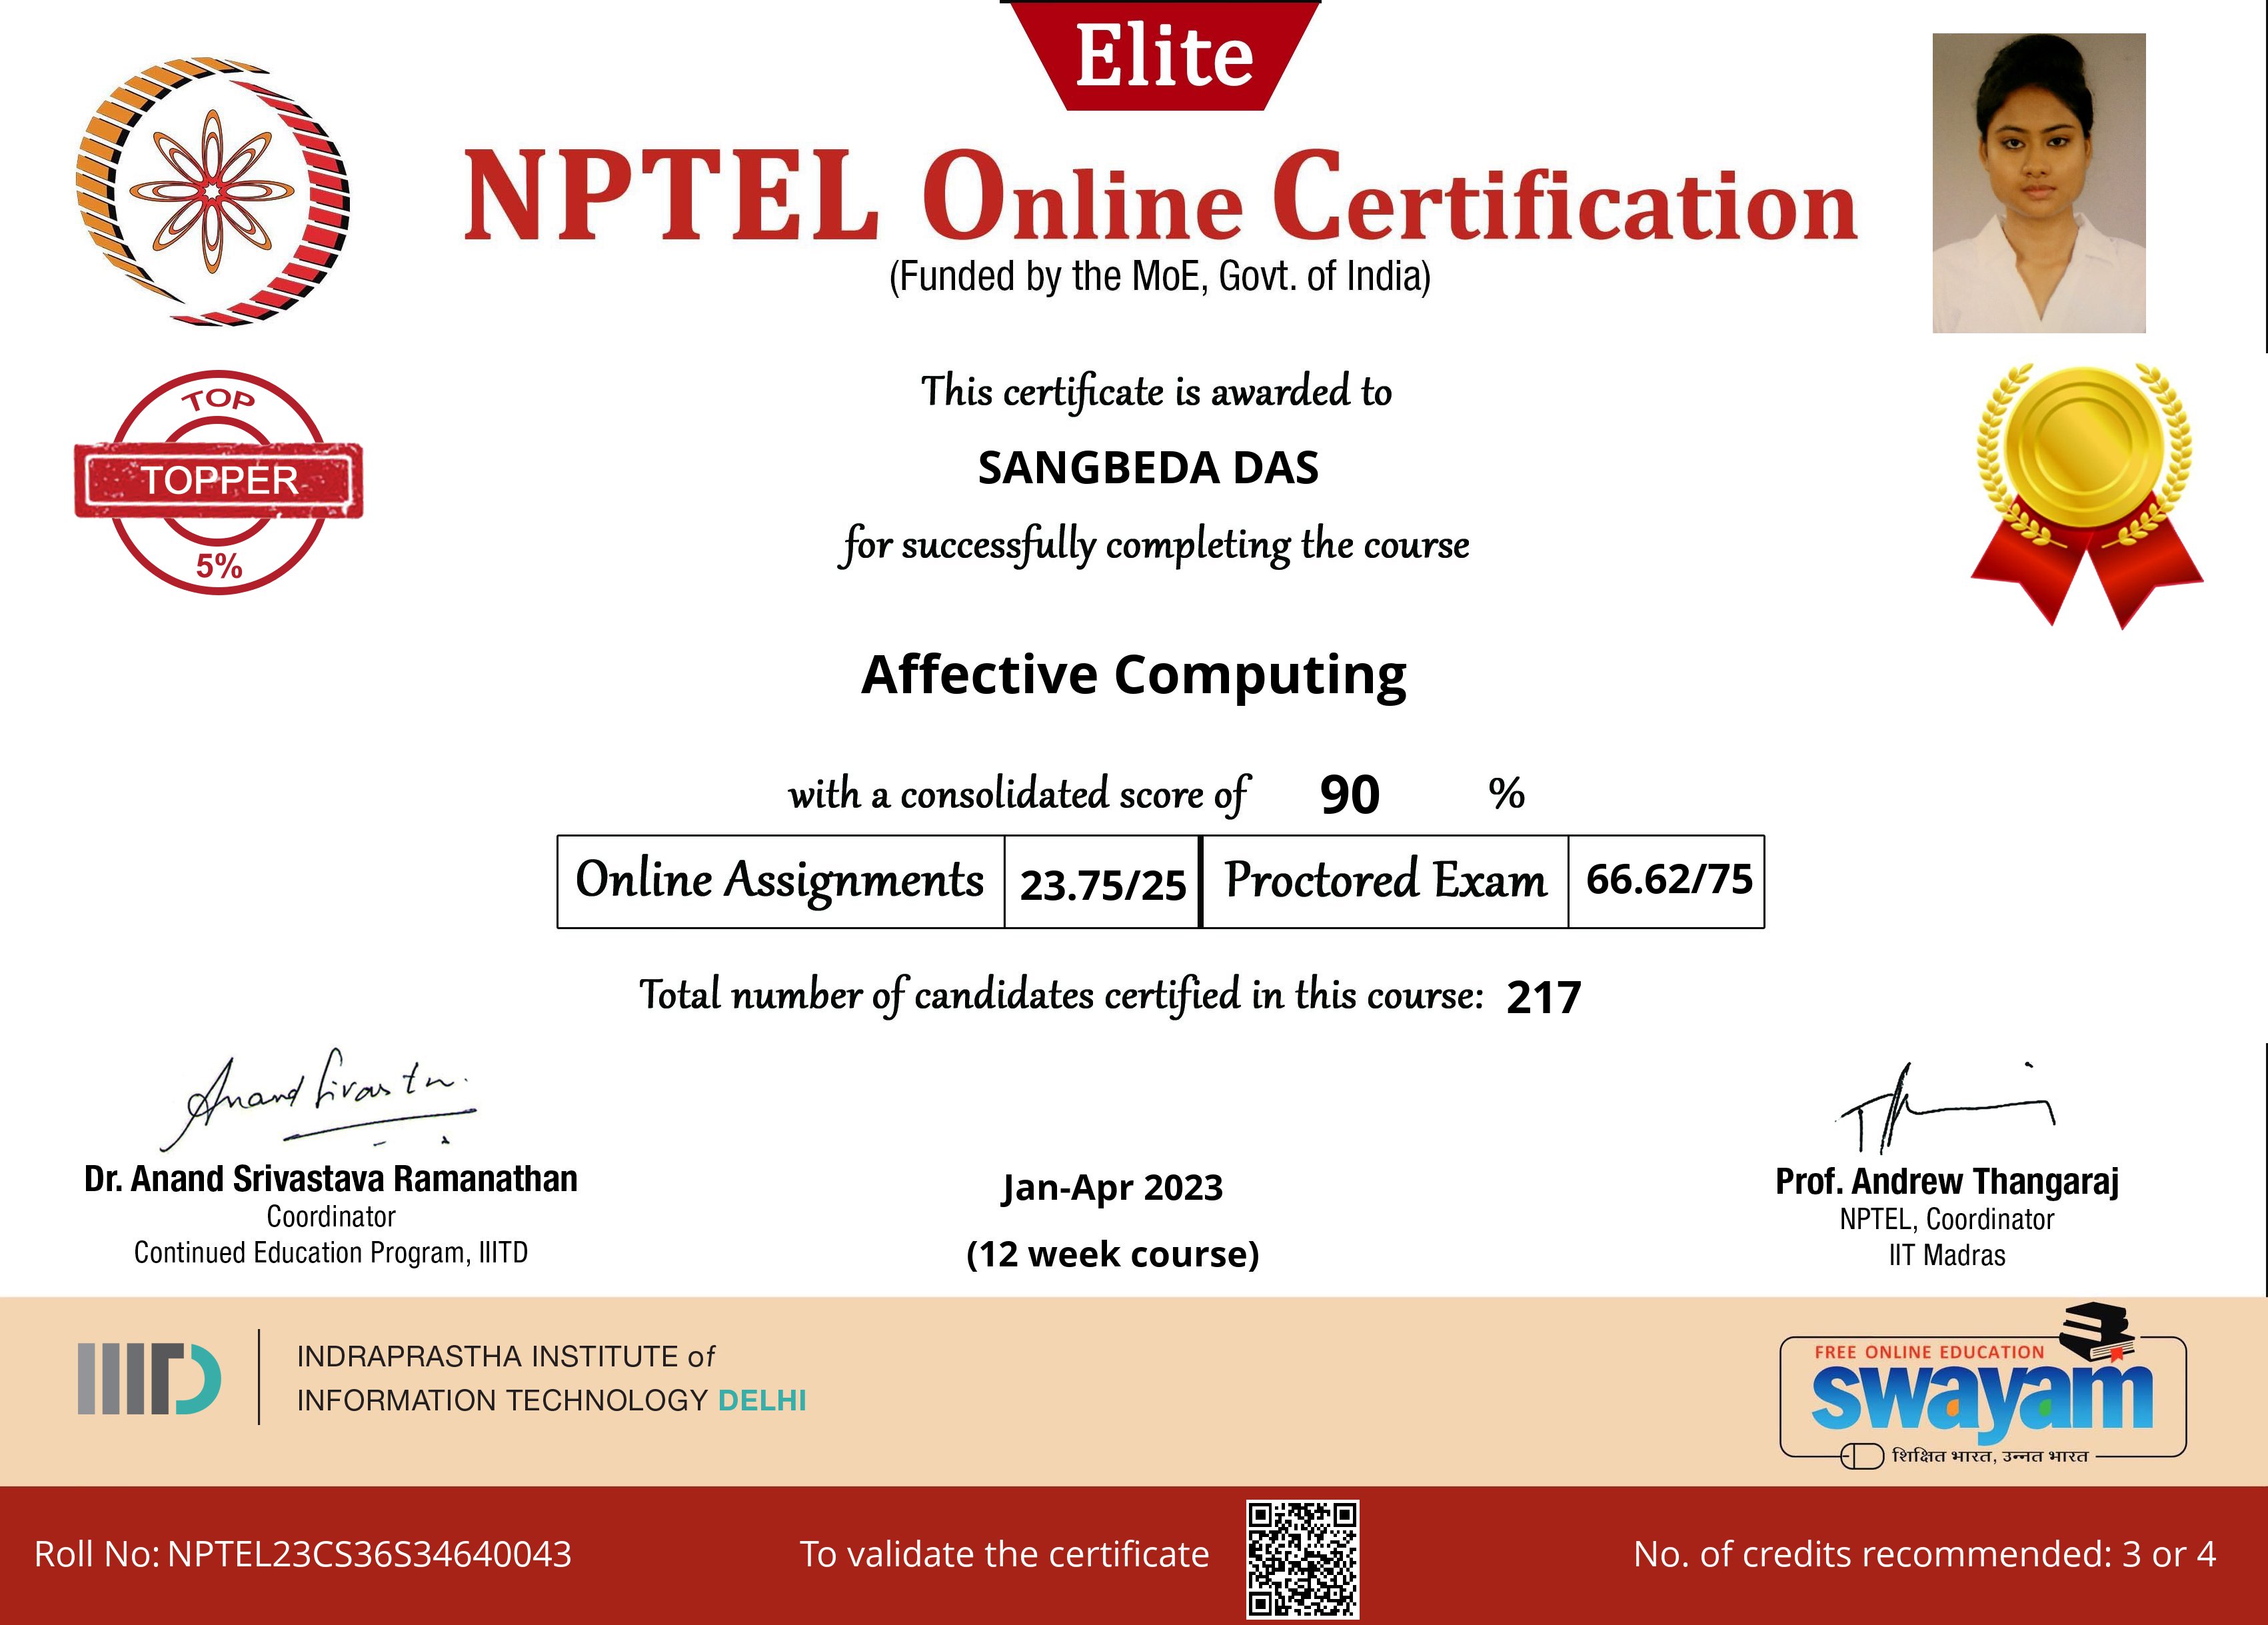 Elite
NPTEL Online Certification
(Funded by the MoE, Govt. of India)
TOP
TOPPER
5%
This certificate is awarded to
SANGBEDA DAS
for successfully completing the course
Affective Computing
with a consolidated score of 90 %
Online Assignments 23.75/25 Proctored Exam 66.62/75
Total number of candidates certified in this course: 217
Anand Srivastava
Dr. Anand Srivastava Ramanathan
Coordinator
Continued Education Program, IIITD
Jan-Apr 2023
(12 week course)
Prof. Andrew Thangaraj
NPTEL, Coordinator
IIT Madras
IIITD
INDRAPRASTHA INSTITUTE of
INFORMATION TECHNOLOGY DELHI
FREE ONLINE EDUCATION
swayam
शिक्षित भारत, उन्नत भारत
Roll No: NPTEL23CS36S34640043
To validate the certificate
No. of credits recommended: 3 or 4